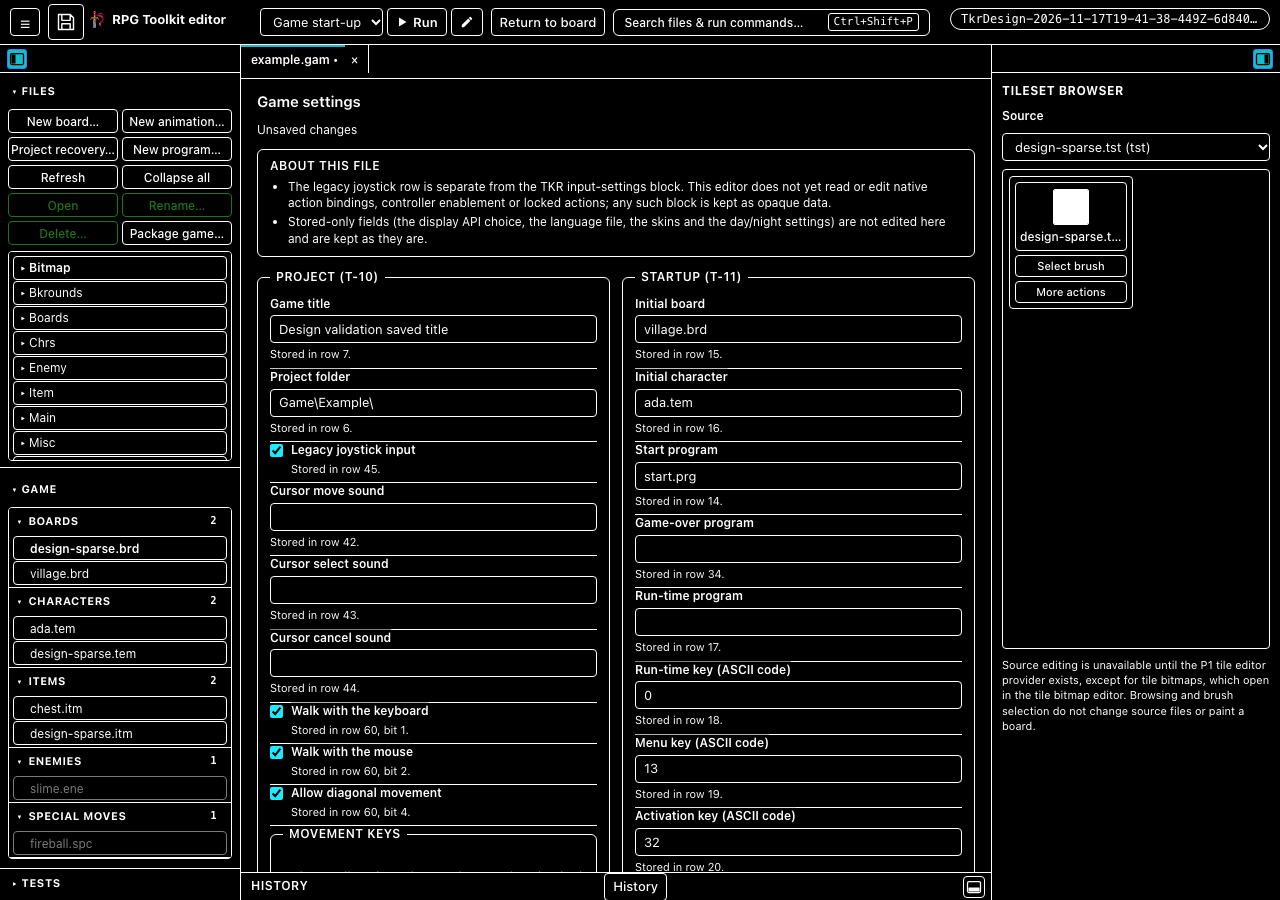 RPG Toolkit editor
Game start-up
Run
Return to board
Search files & run commands...
Ctrl+Shift+P
TkrDesign-2026-11-17T19-41-38-449Z-6d840…
FILES
New board...
New animation...
Project recovery...
New program...
Refresh
Collapse all
Open
Rename...
Delete...
Package game...
Bitmap
Bkrounds
Boards
Chrs
Enemy
Item
Main
Misc
GAME
BOARDS 2
design-sparse.brd
village.brd
CHARACTERS 2
ada.tem
design-sparse.tem
ITEMS 2
chest.itm
design-sparse.itm
ENEMIES 1
slime.ene
SPECIAL MOVES 1
fireball.spc
TESTS
example.gam • ×
Game settings
Unsaved changes
ABOUT THIS FILE
• The legacy joystick row is separate from the TKR input-settings block. This editor does not yet read or edit native
action bindings, controller enablement or locked actions; any such block is kept as opaque data.
• Stored-only fields (the display API choice, the language file, the skins and the day/night settings) are not edited here
and are kept as they are.
PROJECT (T-10)
Game title
Design validation saved title
Stored in row 7.
Project folder
Game\Example\
Stored in row 6.
Legacy joystick input
Stored in row 45.
Cursor move sound
Stored in row 42.
Cursor select sound
Stored in row 43.
Cursor cancel sound
Stored in row 44.
Walk with the keyboard
Stored in row 60, bit 1.
Walk with the mouse
Stored in row 60, bit 2.
Allow diagonal movement
Stored in row 60, bit 4.
MOVEMENT KEYS
STARTUP (T-11)
Initial board
village.brd
Stored in row 15.
Initial character
ada.tem
Stored in row 16.
Start program
start.prg
Stored in row 14.
Game-over program
Stored in row 34.
Run-time program
Stored in row 17.
Run-time key (ASCII code)
0
Stored in row 18.
Menu key (ASCII code)
13
Stored in row 19.
Activation key (ASCII code)
32
Stored in row 20.
HISTORY
History
TILESET BROWSER
Source
design-sparse.tst (tst)
design-sparse.t...
Select brush
More actions
Source editing is unavailable until the P1 tile editor
provider exists, except for tile bitmaps, which open
in the tile bitmap editor. Browsing and brush
selection do not change source files or paint a
board.